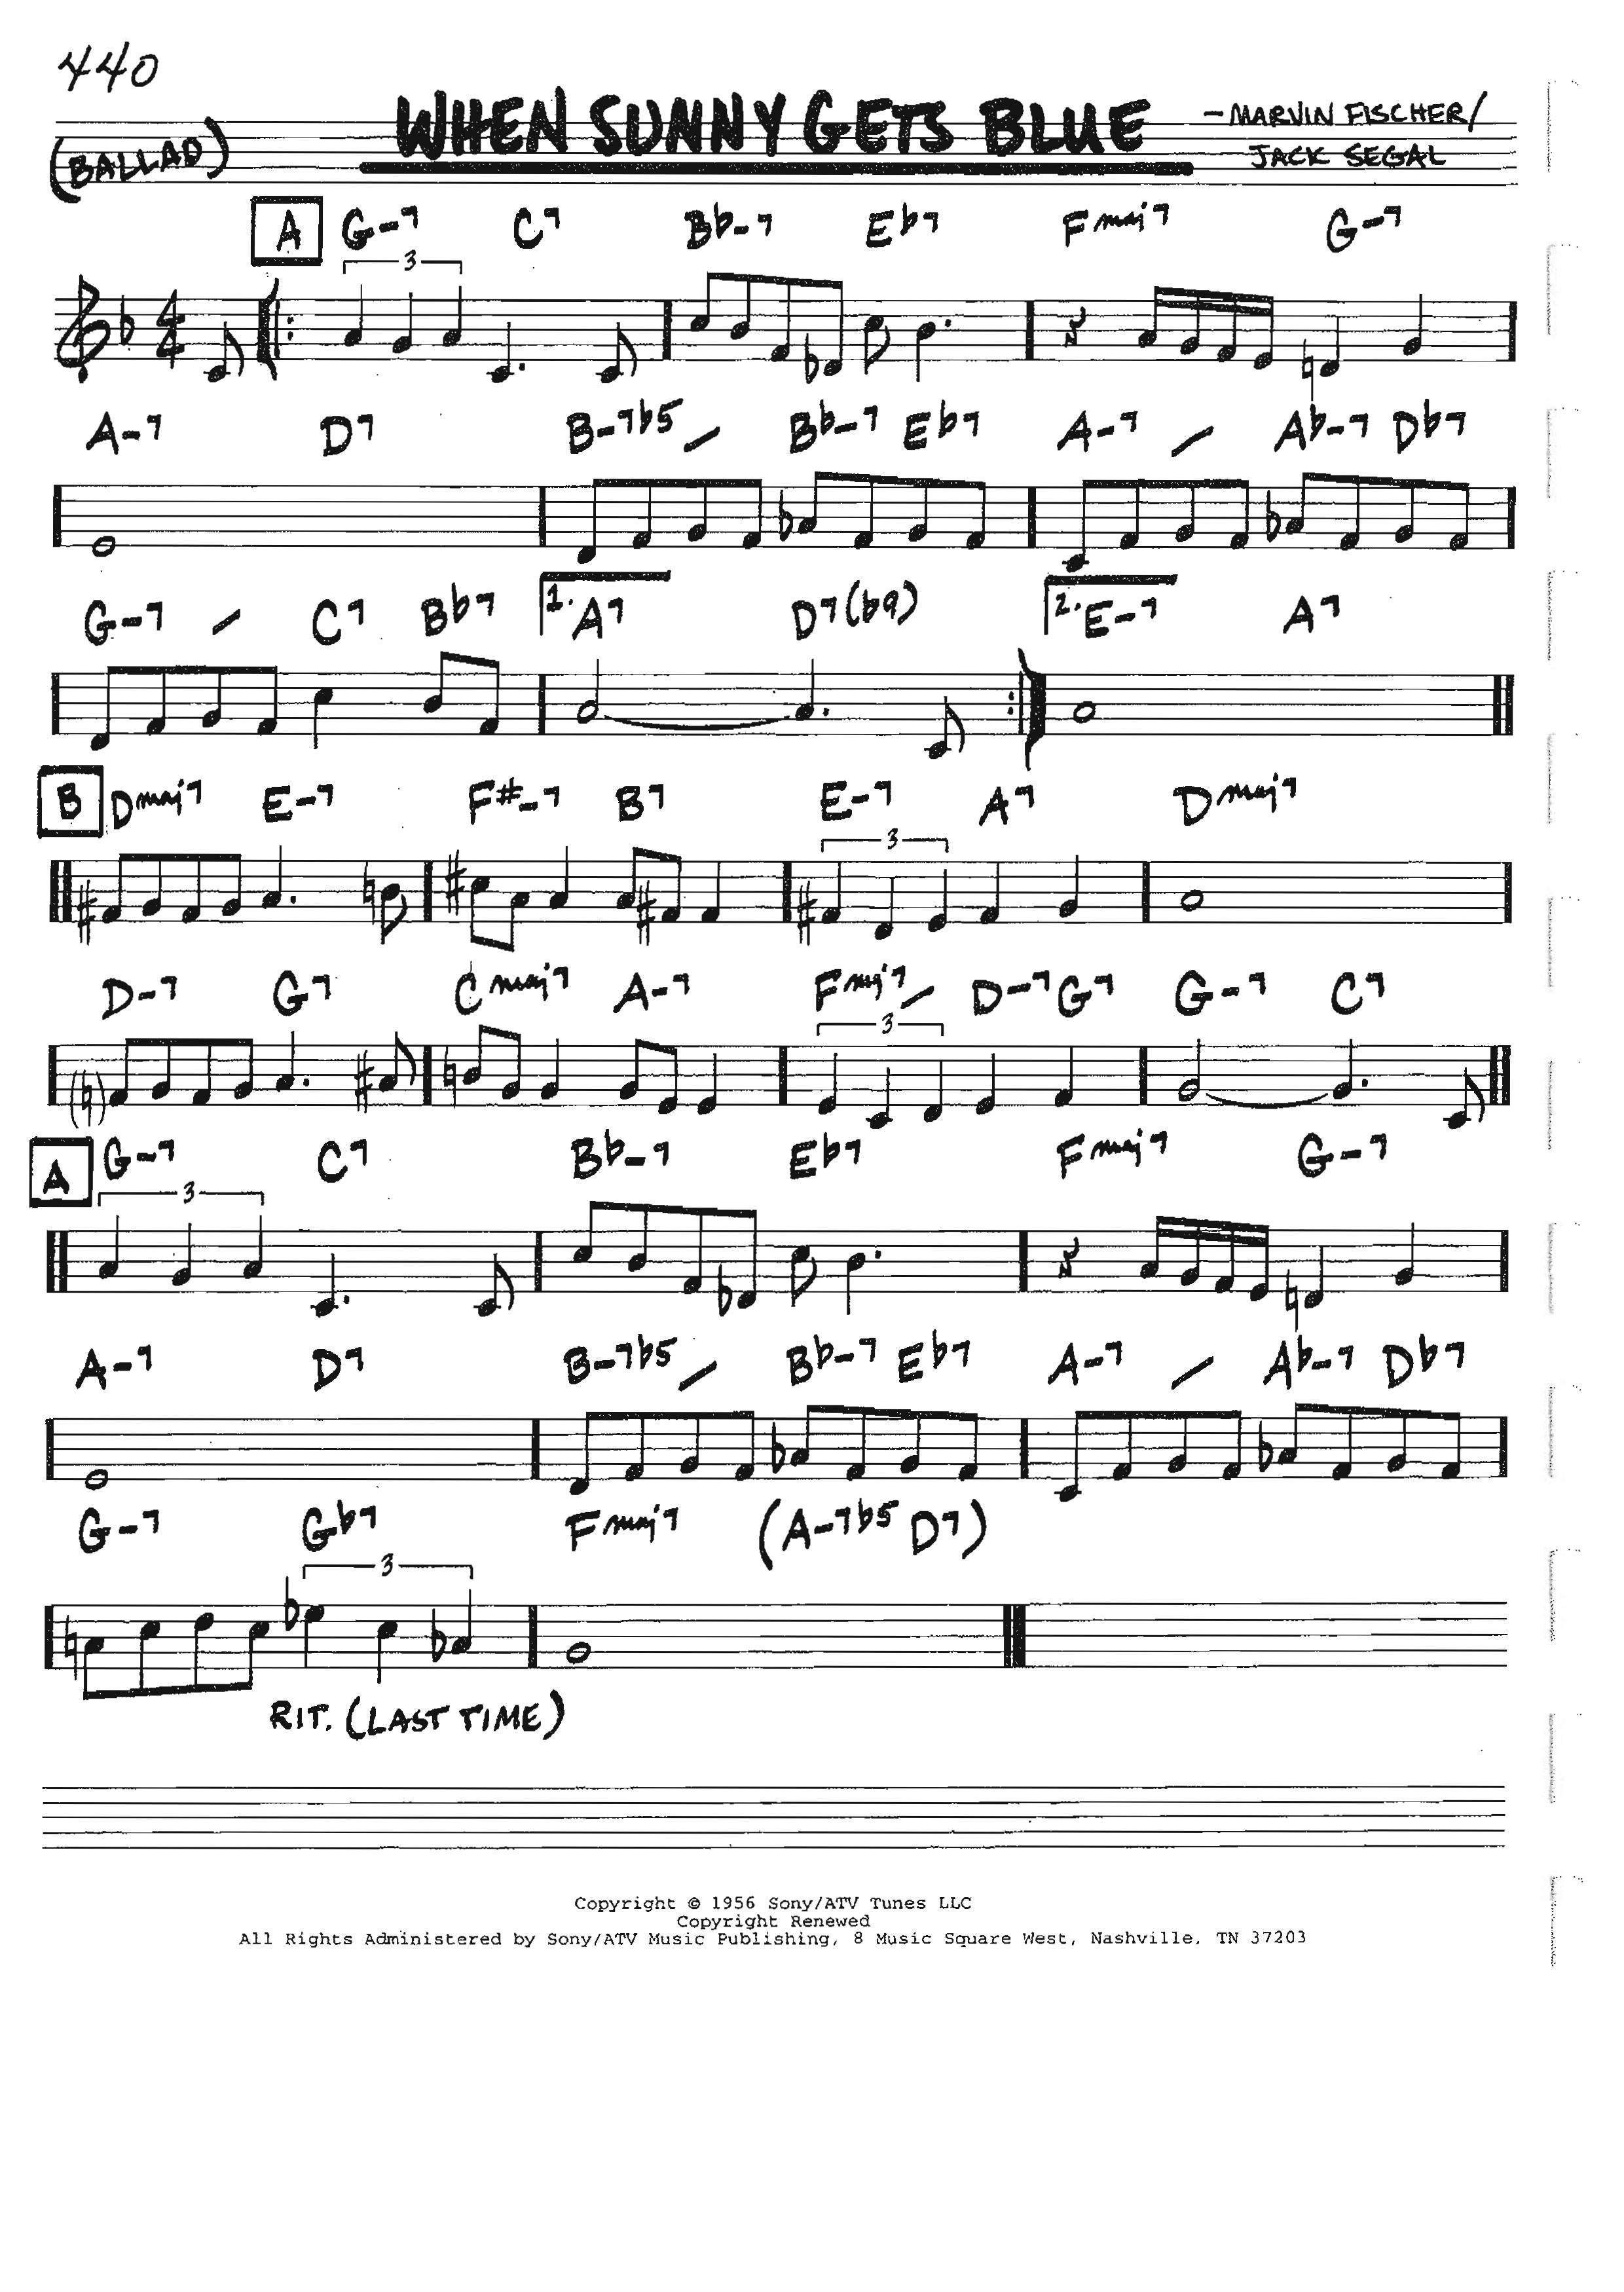 440
WHEN SUNNY GETS BLUE
-MARVIN FISCHER/
JACK SEGAL
(BALLAD)
A G-7 C7 Bb-7 Eb7 Fmaj7 G-7
3
4
4
A-7 D7 B-7b5 / Bb-7 Eb7 A-7 / Ab-7 Db7
G-7 / C7 Bb7 1. A7 D7(b9) 2. E-7 A7
B Dmaj7 E-7 F#-7 B7 E-7 A7 Dmaj7
3
D-7 G7 Cmaj7 A-7 Fmaj7 / D-7 G7 G-7 C7
3
A G-7 C7 Bb-7 Eb7 Fmaj7 G-7
3
A-7 D7 B-7b5 / Bb-7 Eb7 A-7 / Ab-7 Db7
G-7 Gb7 Fmaj7 (A-7b5 D7)
3
RIT. (LAST TIME)
Copyright © 1956 Sony/ATV Tunes LLC
Copyright Renewed
All Rights Administered by Sony/ATV Music Publishing, 8 Music Square West, Nashville, TN 37203